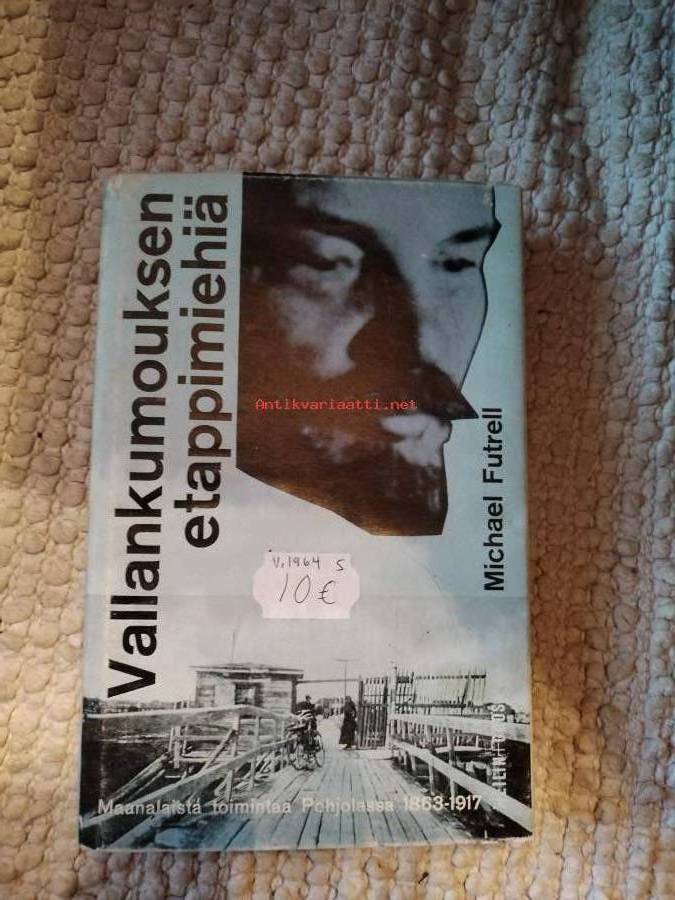 Vallankumouksen
etappimiehiä
Michael Futrell
Antikvariaatti.net
V.1964 S
10€
Maanalaista toimintaa Pohjolassa 1863-1917